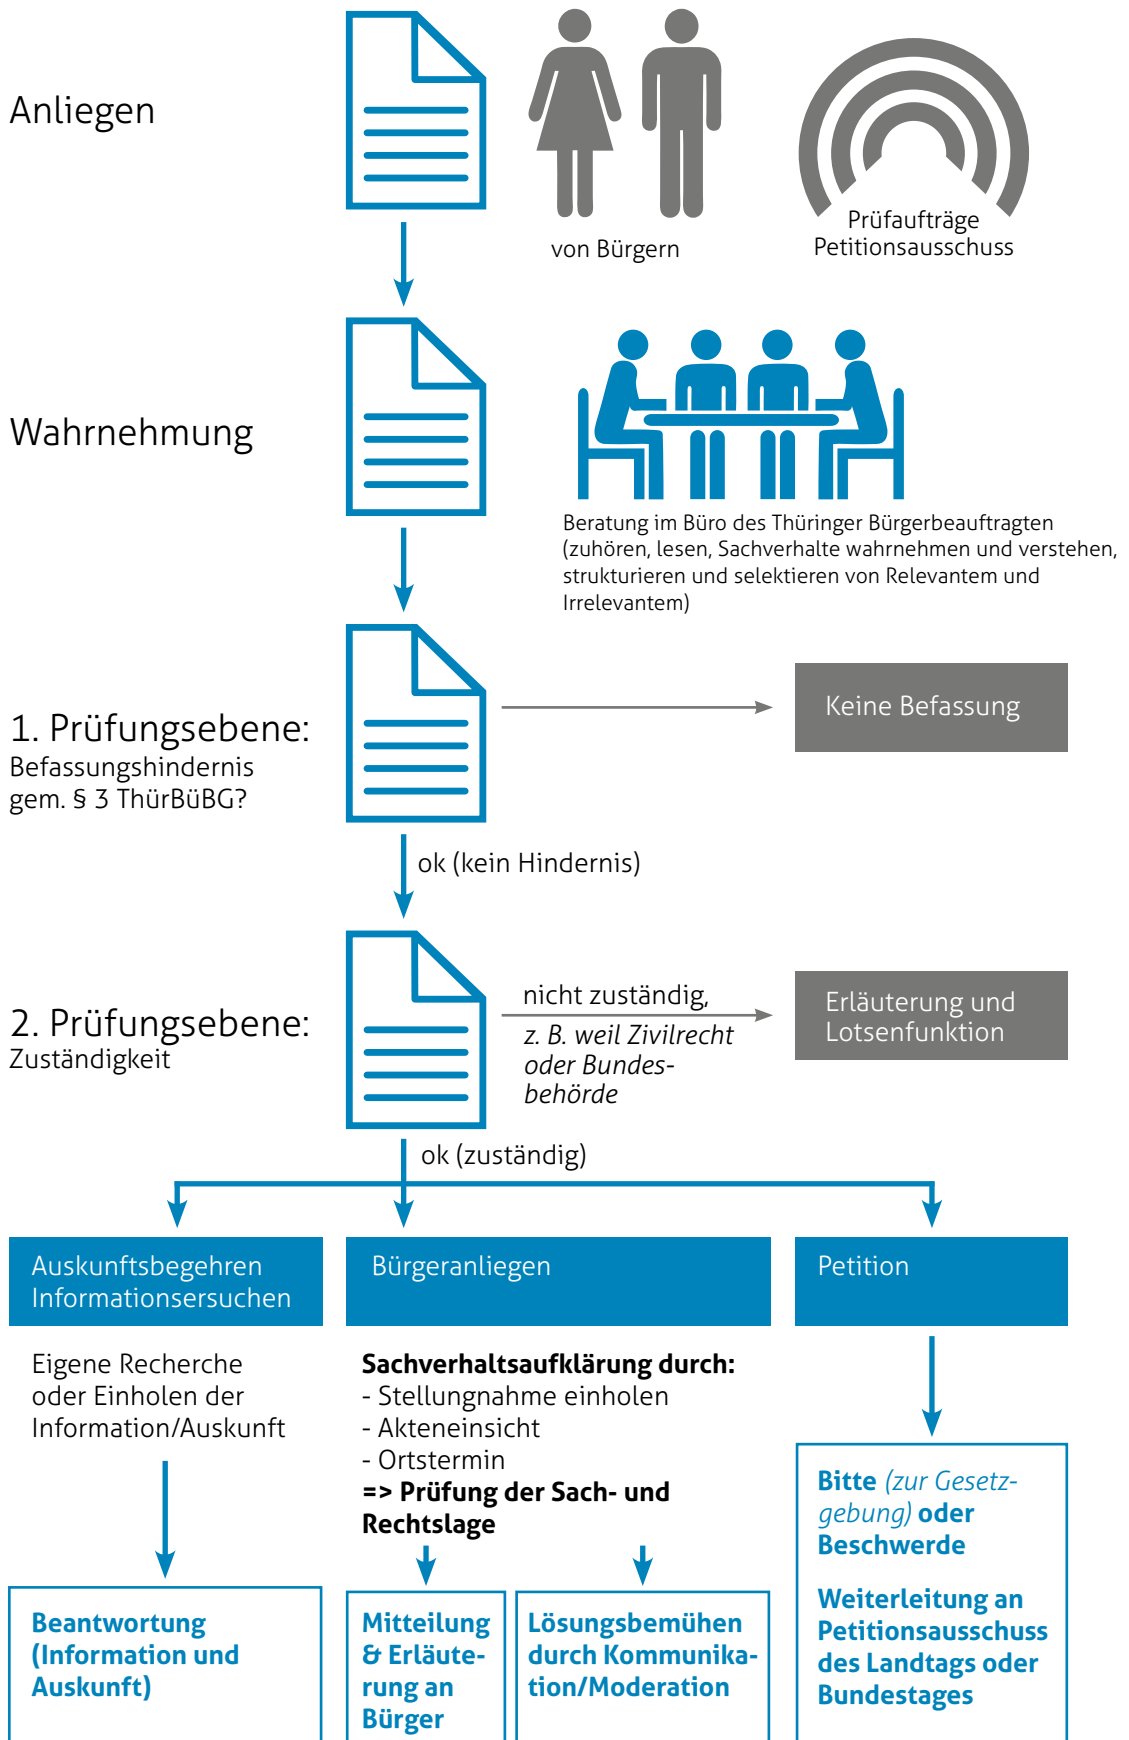 Anliegen
von Bürgern
Prüfaufträge
Petitionsausschuss
Wahrnehmung
Beratung im Büro des Thüringer Bürgerbeauftragten
(zuhören, lesen, Sachverhalte wahrnehmen und verstehen,
strukturieren und selektieren von Relevantem und
Irrelevantem)
1. Prüfungsebene:
Befassungshindernis
gem. § 3 ThürBüBG?
Keine Befassung
ok (kein Hindernis)
2. Prüfungsebene:
Zuständigkeit
nicht zuständig,
z. B. weil Zivilrecht
oder Bundes-
behörde
Erläuterung und
Lotsenfunktion
ok (zuständig)
Auskunftsbegehren
Informationsersuchen
Eigene Recherche
oder Einholen der
Information/Auskunft
Beantwortung
(Information und
Auskunft)
Bürgeranliegen
Sachverhaltsaufklärung durch:
- Stellungnahme einholen
- Akteneinsicht
- Ortstermin
=> Prüfung der Sach- und
Rechtslage
Mitteilung
& Erläute-
rung an
Bürger
Lösungsbemühen
durch Kommunika-
tion/Moderation
Petition
Bitte (zur Gesetz-
gebung) oder
Beschwerde
Weiterleitung an
Petitionsausschuss
des Landtags oder
Bundestages